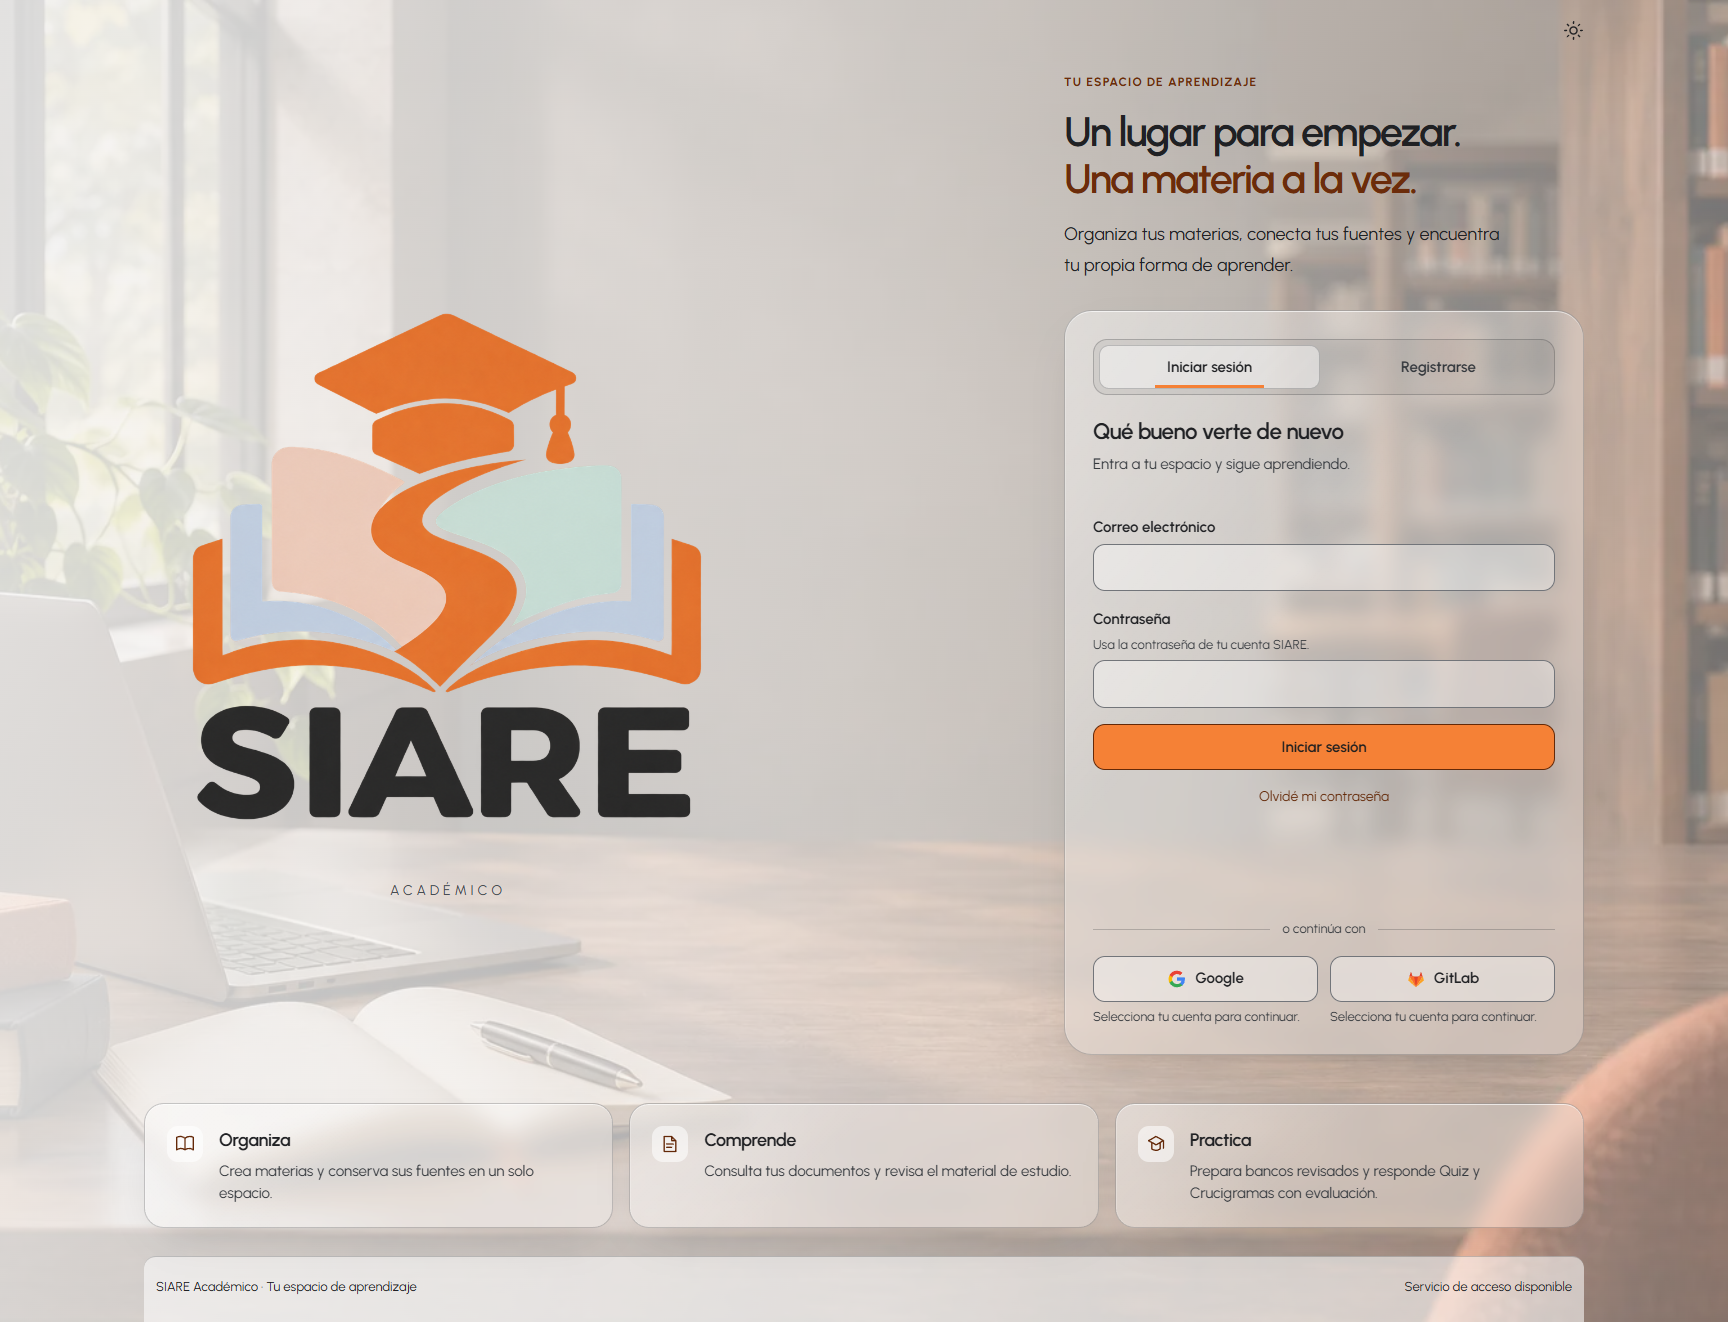 TU ESPACIO DE APRENDIZAJE
Un lugar para empezar.
Una materia a la vez.
Organiza tus materias, conecta tus fuentes y encuentra
tu propia forma de aprender.
SIARE
ACADÉMICO
Iniciar sesión
Registrarse
Qué bueno verte de nuevo
Entra a tu espacio y sigue aprendiendo.
Correo electrónico
Contraseña
Usa la contraseña de tu cuenta SIARE.
Iniciar sesión
Olvidé mi contraseña
o continúa con
Google
GitLab
Selecciona tu cuenta para continuar.
Selecciona tu cuenta para continuar.
Organiza
Crea materias y conserva sus fuentes en un solo
espacio.
Comprende
Consulta tus documentos y revisa el material de estudio.
Practica
Prepara bancos revisados y responde Quiz y
Crucigramas con evaluación.
SIARE Académico · Tu espacio de aprendizaje
Servicio de acceso disponible